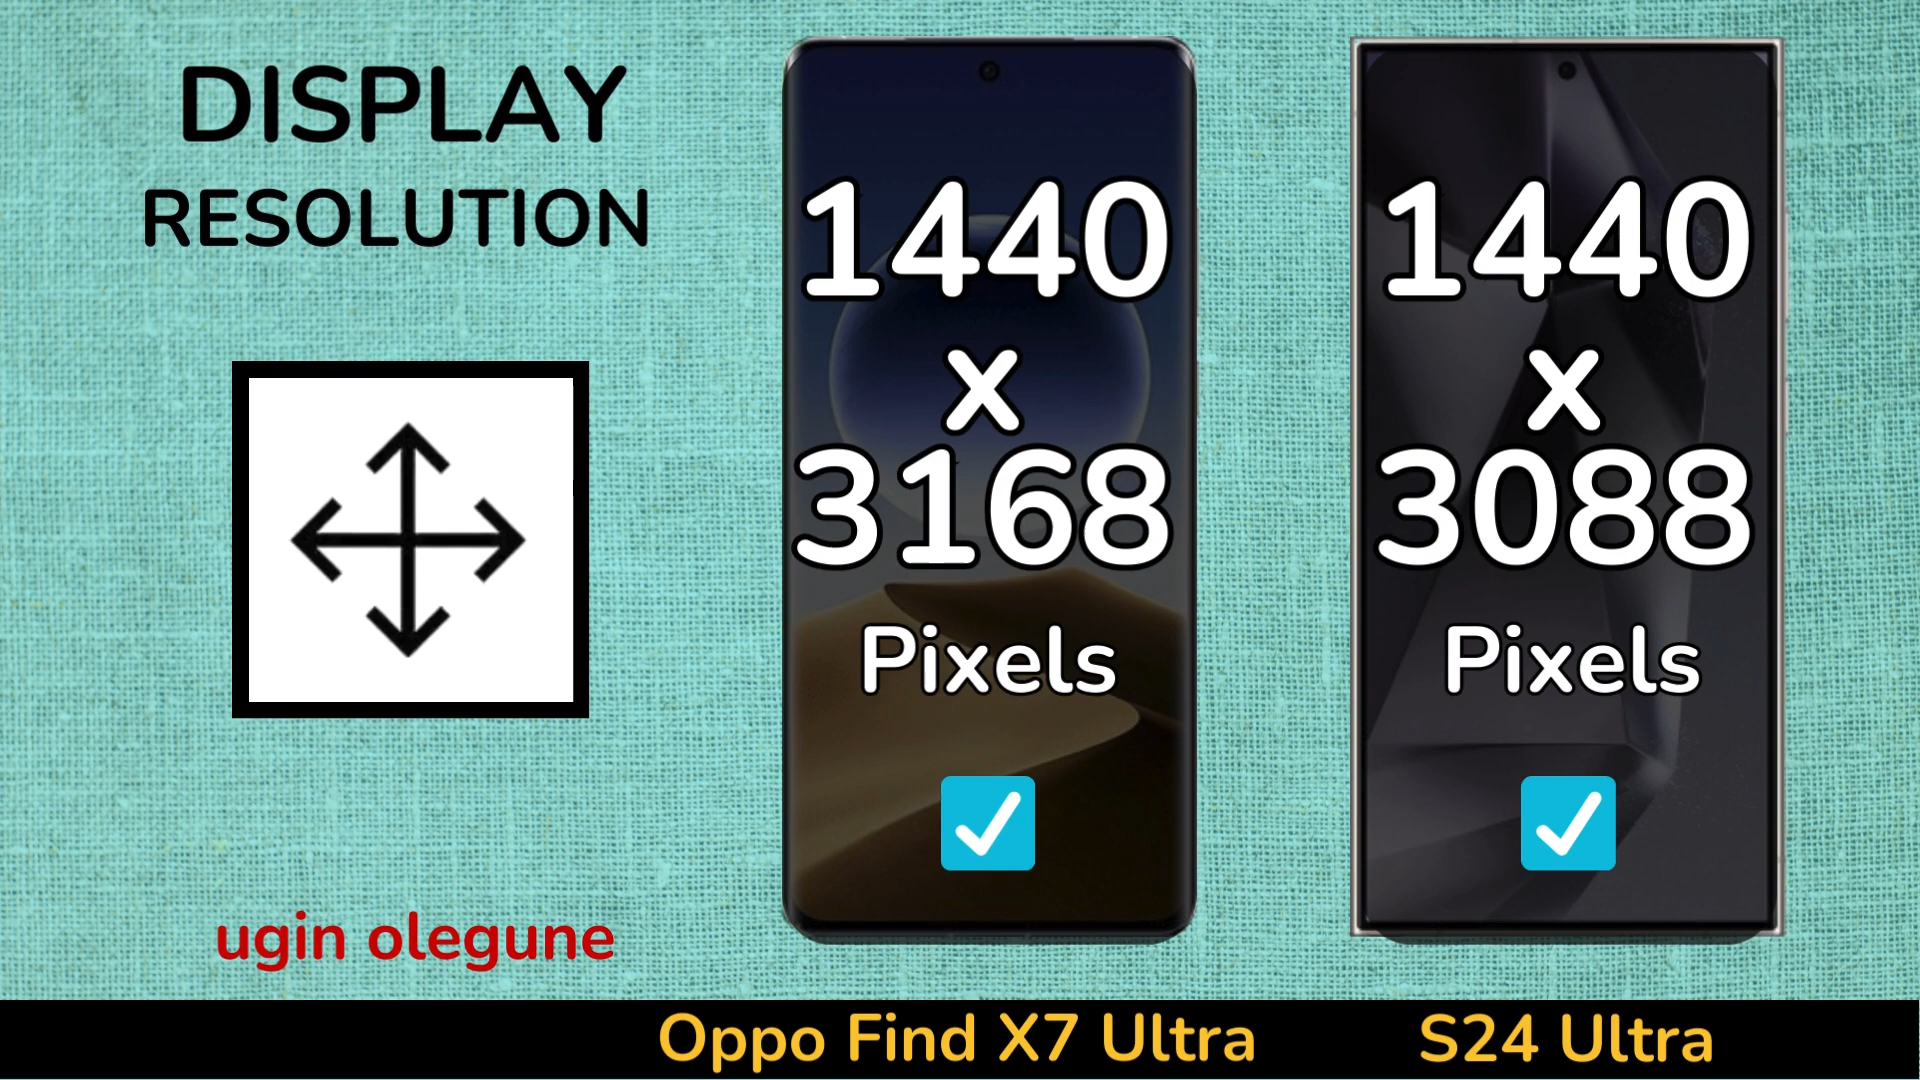 DISPLAY
RESOLUTION
ugin olegune
1440
x
3168
Pixels
1440
x
3088
Pixels
Oppo Find X7 Ultra
S24 Ultra